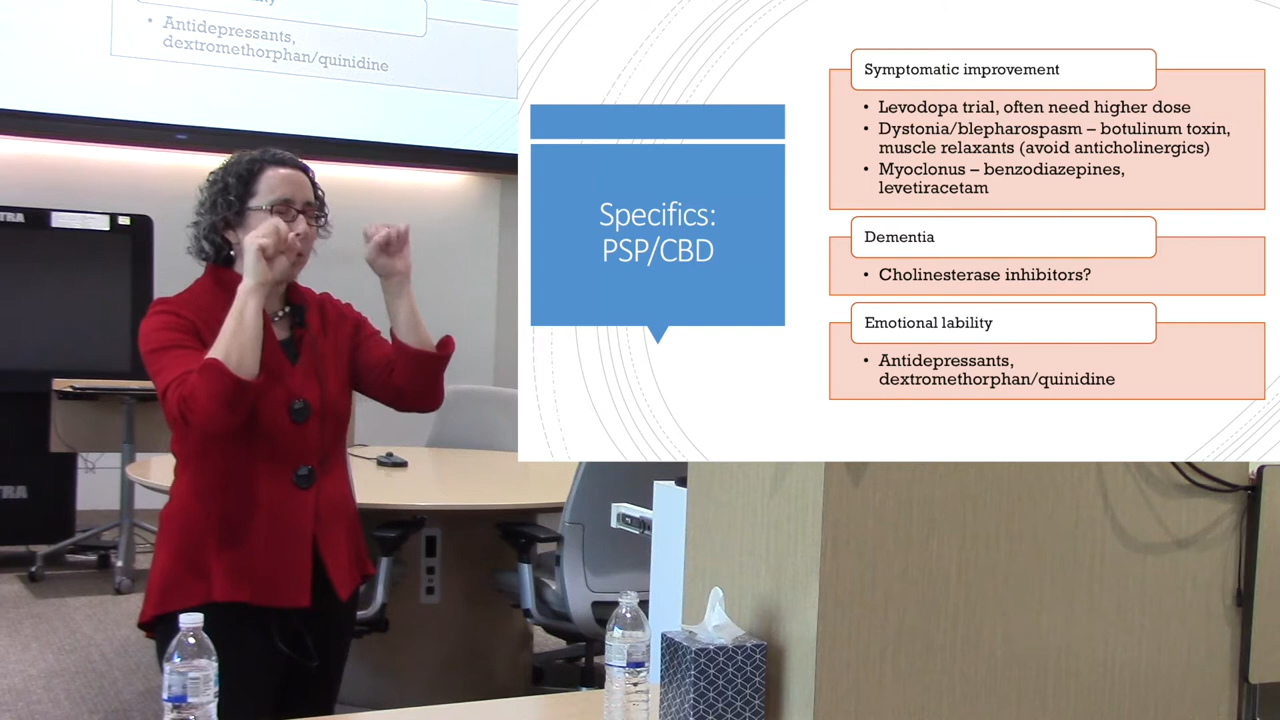 Antidepressants,
dextromethorphan/quinidine
Specifics:
PSP/CBD
Symptomatic improvement
• Levodopa trial, often need higher dose
• Dystonia/blepharospasm – botulinum toxin,
muscle relaxants (avoid anticholinergics)
• Myoclonus – benzodiazepines,
levetiracetam
Dementia
• Cholinesterase inhibitors?
Emotional lability
• Antidepressants,
dextromethorphan/quinidine